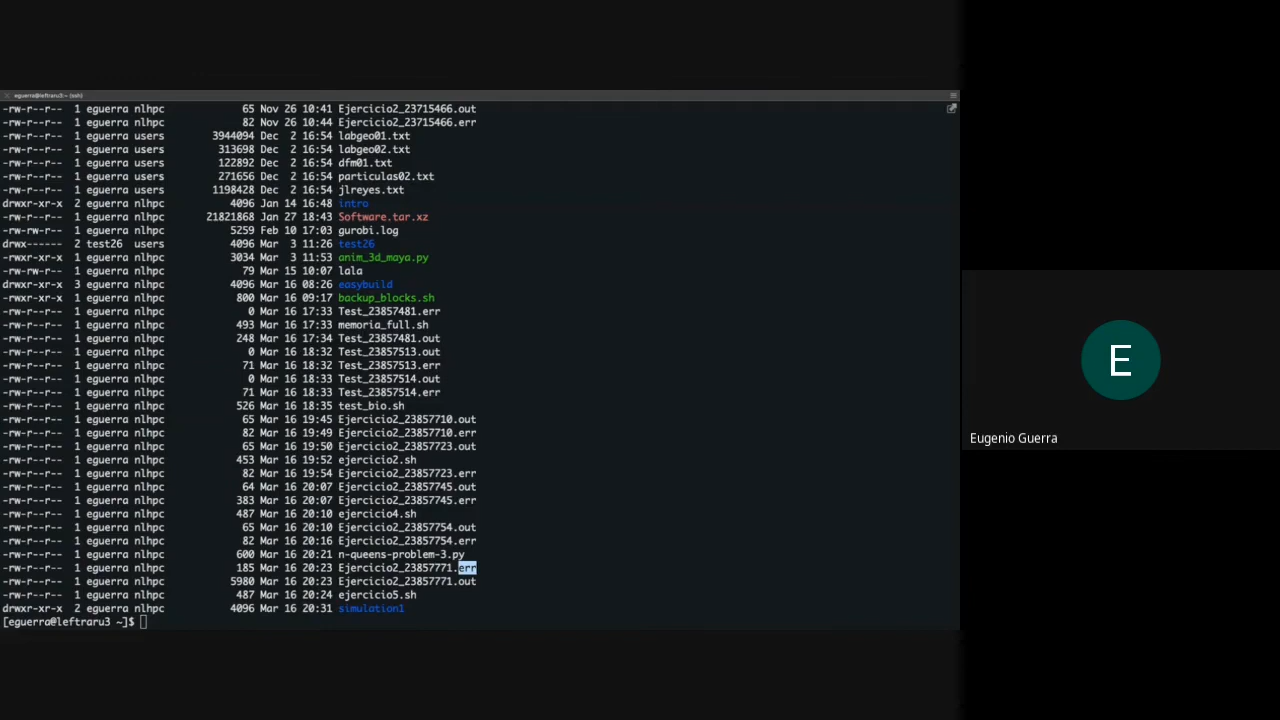 eguerra@leftraru3:~ (ssh)
-rw-r--r-- 1 eguerra nlhpc 65 Nov 26 10:41 Ejercicio2_23715466.out
-rw-r--r-- 1 eguerra nlhpc 82 Nov 26 10:44 Ejercicio2_23715466.err
-rw-r--r-- 1 eguerra users 3944094 Dec 2 16:54 labgeo01.txt
-rw-r--r-- 1 eguerra users 313698 Dec 2 16:54 labgeo02.txt
-rw-r--r-- 1 eguerra users 122892 Dec 2 16:54 dfm01.txt
-rw-r--r-- 1 eguerra users 271656 Dec 2 16:54 particulas02.txt
-rw-r--r-- 1 eguerra users 1198428 Dec 2 16:54 jlreyes.txt
drwxr-xr-x 2 eguerra nlhpc 4096 Jan 14 16:48 intro
-rw-r--r-- 1 eguerra nlhpc 21821868 Jan 27 18:43 Software.tar.xz
-rw-rw-r-- 1 eguerra nlhpc 5259 Feb 10 17:03 gurobi.log
drwx------ 2 test26 users 4096 Mar 3 11:26 test26
-rwxr-xr-x 1 eguerra nlhpc 3034 Mar 3 11:53 anim_3d_maya.py
-rw-rw-r-- 1 eguerra nlhpc 79 Mar 15 10:07 lala
drwxr-xr-x 3 eguerra nlhpc 4096 Mar 16 08:26 easybuild
-rwxr-xr-x 1 eguerra nlhpc 800 Mar 16 09:17 backup_blocks.sh
-rw-r--r-- 1 eguerra nlhpc 0 Mar 16 17:33 Test_23857481.err
-rw-r--r-- 1 eguerra nlhpc 493 Mar 16 17:33 memoria_full.sh
-rw-r--r-- 1 eguerra nlhpc 248 Mar 16 17:34 Test_23857481.out
-rw-r--r-- 1 eguerra nlhpc 0 Mar 16 18:32 Test_23857513.out
-rw-r--r-- 1 eguerra nlhpc 71 Mar 16 18:32 Test_23857513.err
-rw-r--r-- 1 eguerra nlhpc 0 Mar 16 18:33 Test_23857514.out
-rw-r--r-- 1 eguerra nlhpc 71 Mar 16 18:33 Test_23857514.err
-rw-r--r-- 1 eguerra nlhpc 526 Mar 16 18:35 test_bio.sh
-rw-r--r-- 1 eguerra nlhpc 65 Mar 16 19:45 Ejercicio2_23857710.out
-rw-r--r-- 1 eguerra nlhpc 82 Mar 16 19:49 Ejercicio2_23857710.err
-rw-r--r-- 1 eguerra nlhpc 65 Mar 16 19:50 Ejercicio2_23857723.out
-rw-r--r-- 1 eguerra nlhpc 453 Mar 16 19:52 ejercicio2.sh
-rw-r--r-- 1 eguerra nlhpc 82 Mar 16 19:54 Ejercicio2_23857723.err
-rw-r--r-- 1 eguerra nlhpc 64 Mar 16 20:07 Ejercicio2_23857745.out
-rw-r--r-- 1 eguerra nlhpc 383 Mar 16 20:07 Ejercicio2_23857745.err
-rw-r--r-- 1 eguerra nlhpc 487 Mar 16 20:10 ejercicio4.sh
-rw-r--r-- 1 eguerra nlhpc 65 Mar 16 20:10 Ejercicio2_23857754.out
-rw-r--r-- 1 eguerra nlhpc 82 Mar 16 20:16 Ejercicio2_23857754.err
-rw-r--r-- 1 eguerra nlhpc 600 Mar 16 20:21 n-queens-problem-3.py
-rw-r--r-- 1 eguerra nlhpc 185 Mar 16 20:23 Ejercicio2_23857771.err
-rw-r--r-- 1 eguerra nlhpc 5980 Mar 16 20:23 Ejercicio2_23857771.out
-rw-r--r-- 1 eguerra nlhpc 487 Mar 16 20:24 ejercicio5.sh
drwxr-xr-x 2 eguerra nlhpc 4096 Mar 16 20:31 simulation1
[eguerra@leftraru3 ~]$
E
Eugenio Guerra